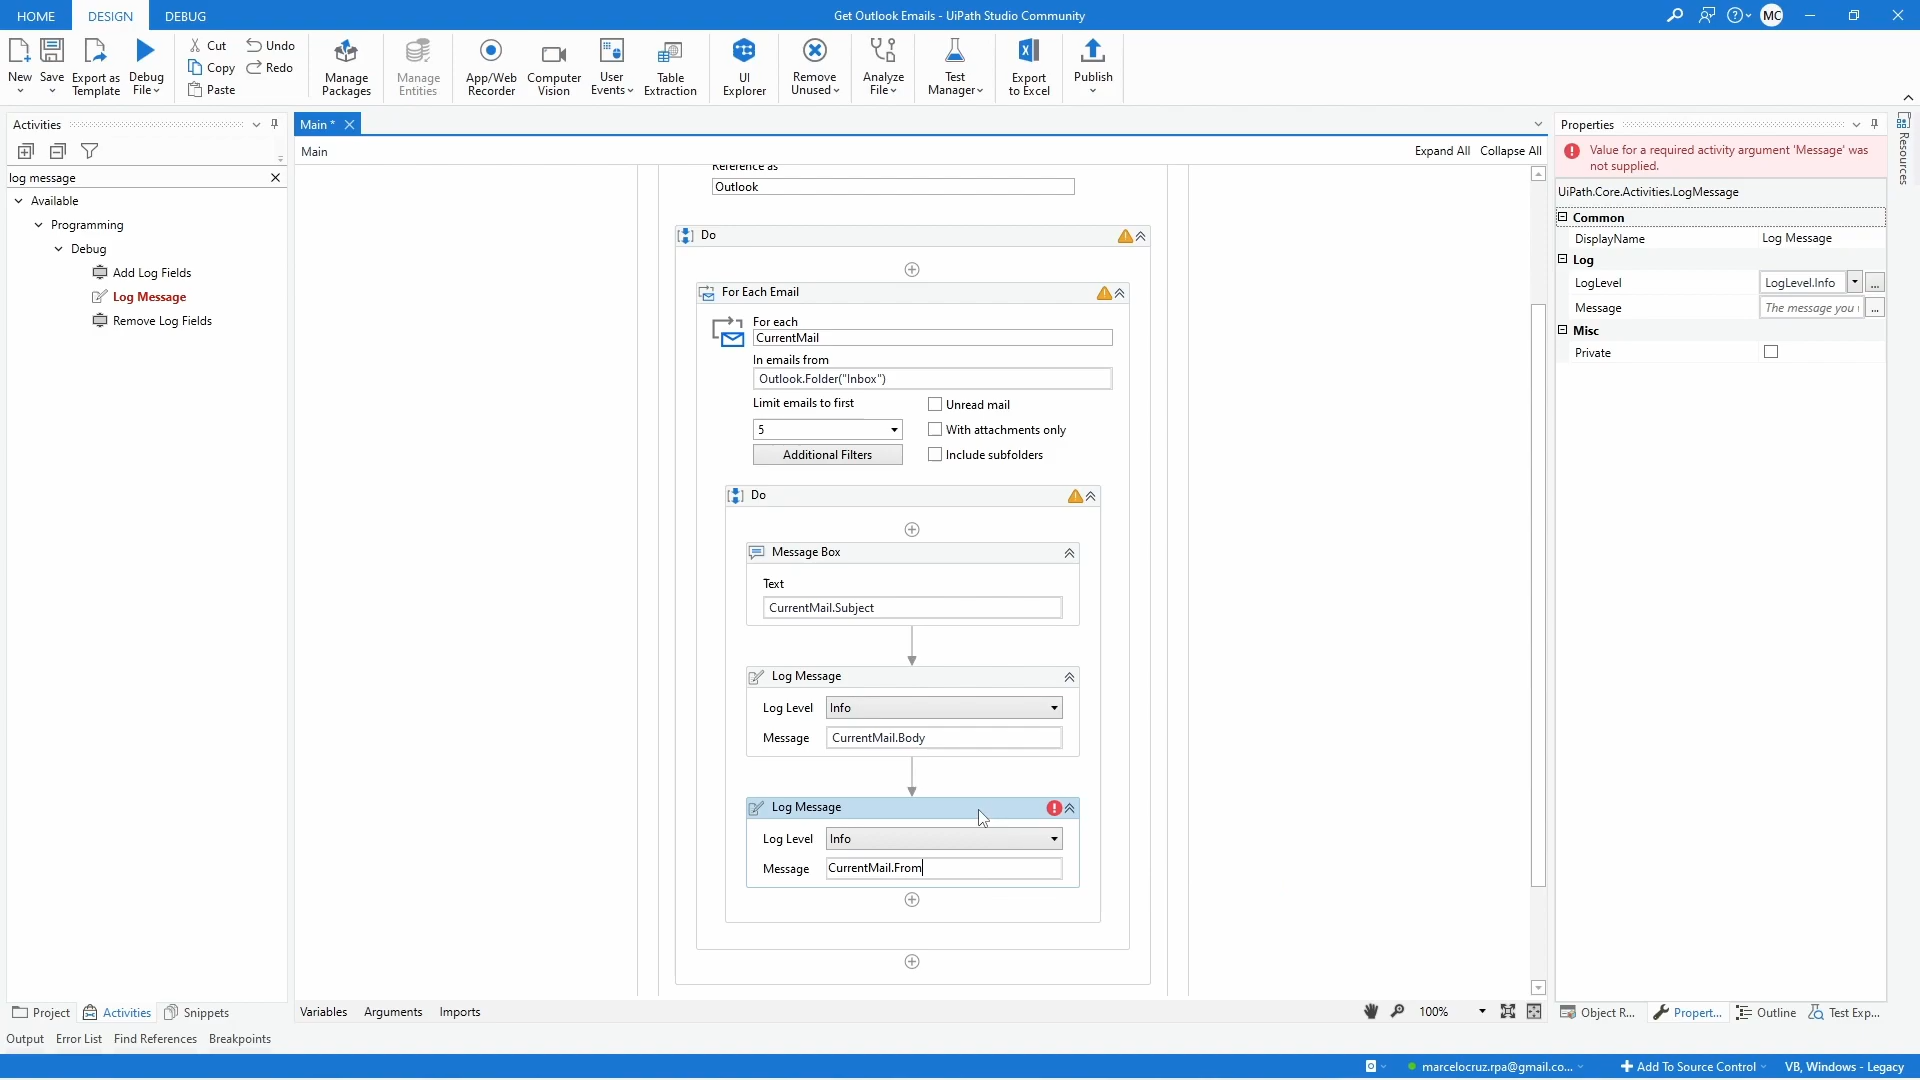 HOME DESIGN DEBUG
Get Outlook Emails - UiPath Studio Community
MC
New
Save
Export as Template
Debug File
Cut
Copy
Paste
Undo
Redo
Manage Packages
Manage Entities
App/Web Recorder
Computer Vision
User Events
Table Extraction
UI Explorer
Remove Unused
Analyze File
Test Manager
Export to Excel
Publish
Activities
log message
Available
Programming
Debug
Add Log Fields
Log Message
Remove Log Fields
Project Activities Snippets
Main *
Main
Expand All Collapse All
Reference as
Outlook
Do
For Each Email
For each
CurrentMail
In emails from
Outlook.Folder("Inbox")
Limit emails to first
5
Additional Filters
Unread mail
With attachments only
Include subfolders
Do
Message Box
Text
CurrentMail.Subject
Log Message
Log Level Info
Message CurrentMail.Body
Log Message
Log Level Info
Message CurrentMail.From
Variables Arguments Imports
100%
Properties
Value for a required activity argument 'Message' was
not supplied.
UiPath.Core.Activities.LogMessage
Common
DisplayName Log Message
Log
LogLevel LogLevel.Info ...
Message The message you ...
Misc
Private
Resources
Object R... Propert... Outline Test Exp...
Output Error List Find References Breakpoints
marcelocruz.rpa@gmail.co... Add To Source Control VB, Windows - Legacy